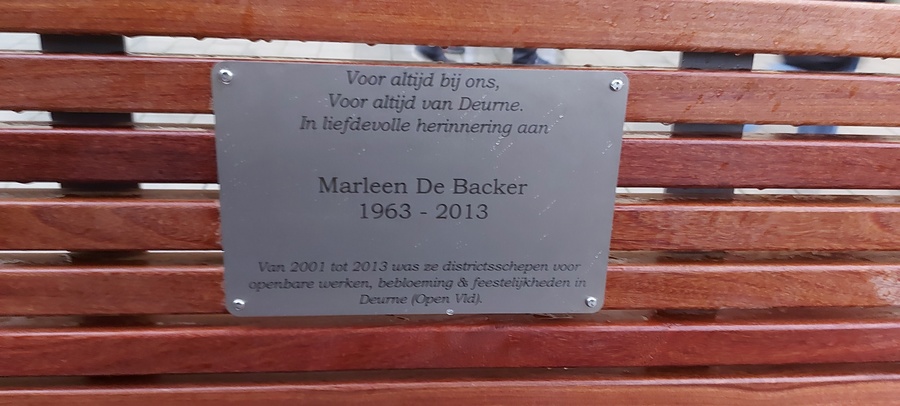 Voor altijd bij ons,
Voor altijd van Deurne.
In liefdevolle herinnering aan
Marleen De Backer
1963 - 2013
Van 2001 tot 2013 was ze districtsschepen voor
openbare werken, bebloeming & feestelijkheden in
Deurne (Open Vld).